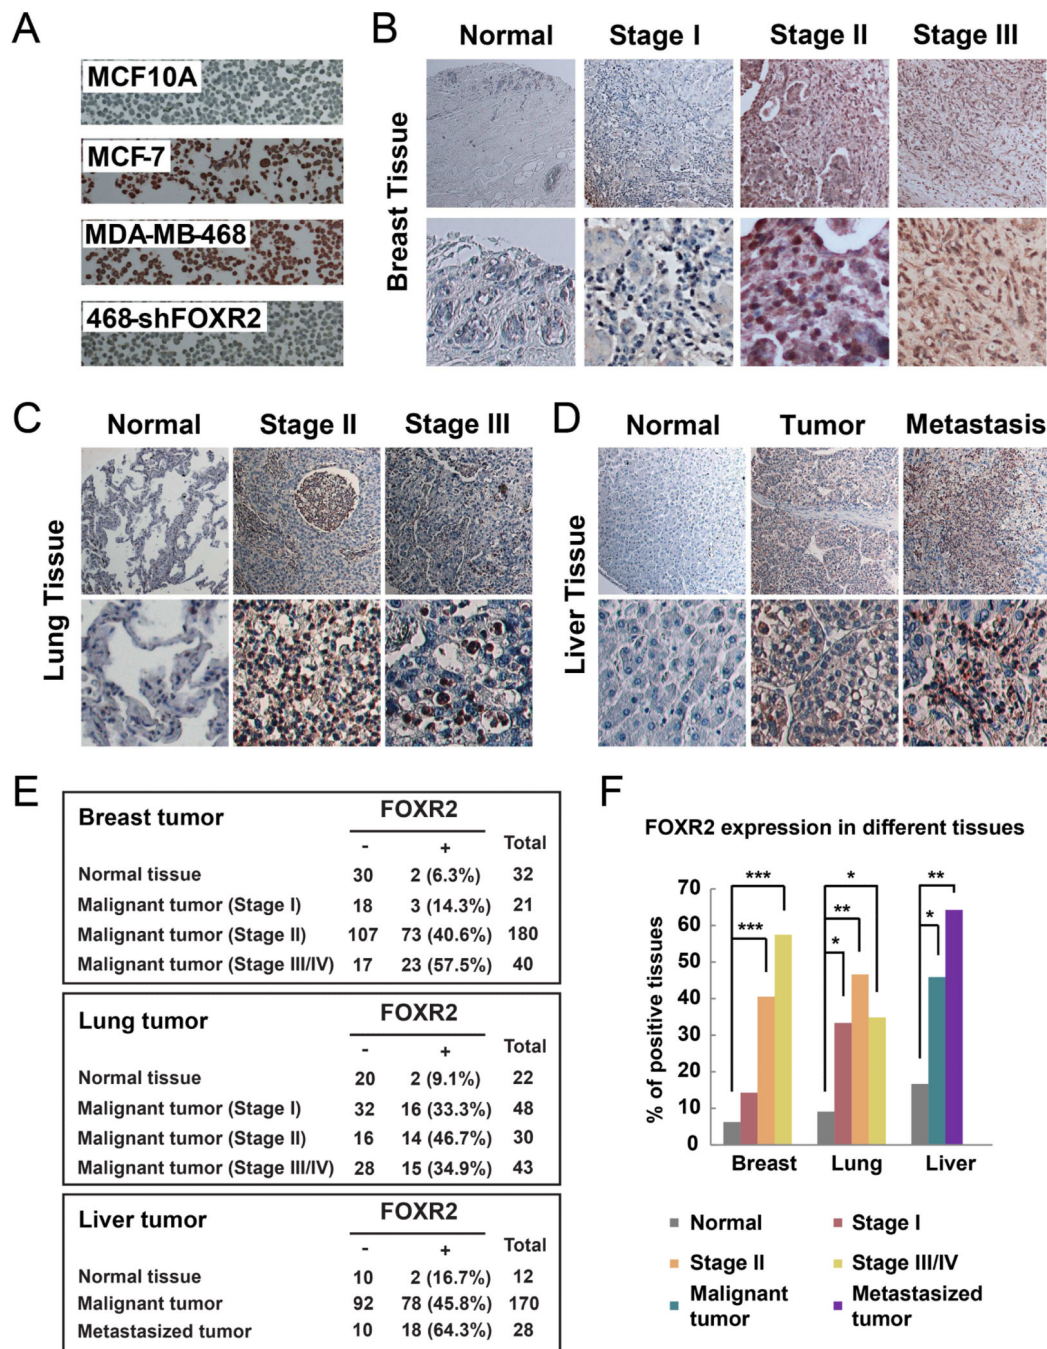 A
MCF10A
MCF-7
MDA-MB-468
468-shFOXR2
B
Normal Stage I Stage II Stage III
Breast Tissue
C
Normal Stage II Stage III
Lung Tissue
D
Normal Tumor Metastasis
Liver Tissue
E
Breast tumor FOXR2
- + Total
Normal tissue 30 2 (6.3%) 32
Malignant tumor (Stage I) 18 3 (14.3%) 21
Malignant tumor (Stage II) 107 73 (40.6%) 180
Malignant tumor (Stage III/IV) 17 23 (57.5%) 40
Lung tumor FOXR2
- + Total
Normal tissue 20 2 (9.1%) 22
Malignant tumor (Stage I) 32 16 (33.3%) 48
Malignant tumor (Stage II) 16 14 (46.7%) 30
Malignant tumor (Stage III/IV) 28 15 (34.9%) 43
Liver tumor FOXR2
- + Total
Normal tissue 10 2 (16.7%) 12
Malignant tumor 92 78 (45.8%) 170
Metastasized tumor 10 18 (64.3%) 28
F
FOXR2 expression in different tissues
% of positive tissues
70
60
50
40
30
20
10
0
*** * **
*** ** *
*
Breast Lung Liver
Normal Stage I
Stage II Stage III/IV
Malignant tumor Metastasized tumor